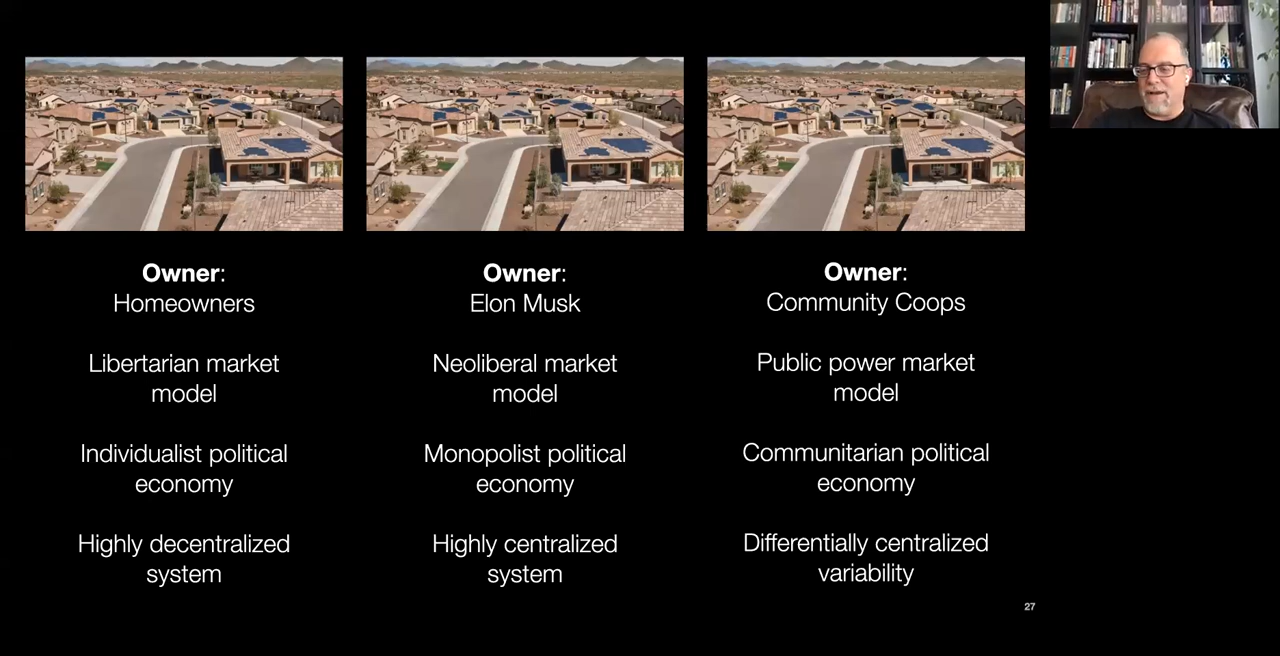 Owner:
Homeowners
Libertarian market
model
Individualist political
economy
Highly decentralized
system
Owner:
Elon Musk
Neoliberal market
model
Monopolist political
economy
Highly centralized
system
Owner:
Community Coops
Public power market
model
Communitarian political
economy
Differentially centralized
variability
27